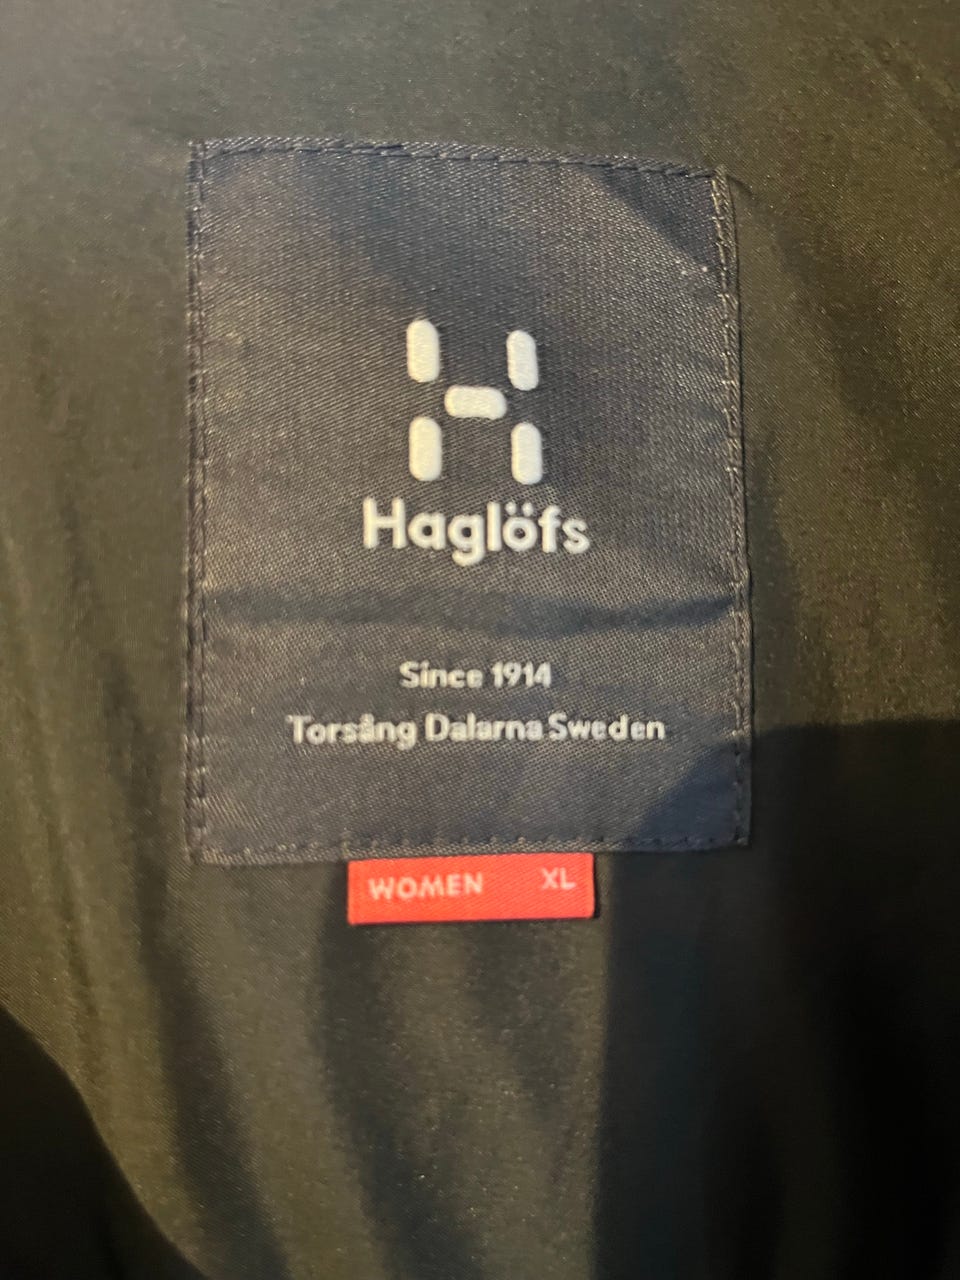 Haglöfs
Since 1914
Torsång Dalarna Sweden
WOMEN XL